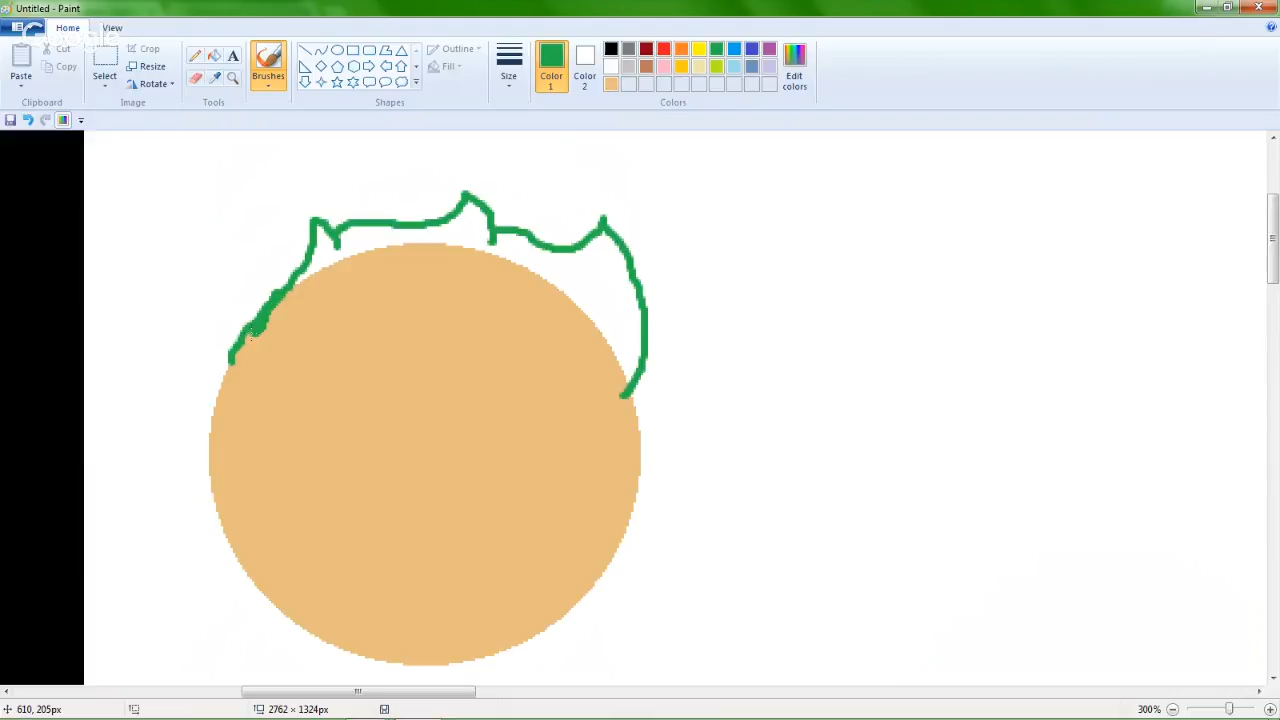 Untitled - Paint
Home
View
Cut
Copy
Paste
Clipboard
Select
Crop
Resize
Rotate
Image
Tools
Brushes
Shapes
Outline
Fill
Size
Color 1
Color 2
Edit colors
Colors
610, 205px
2762 × 1324px
300%